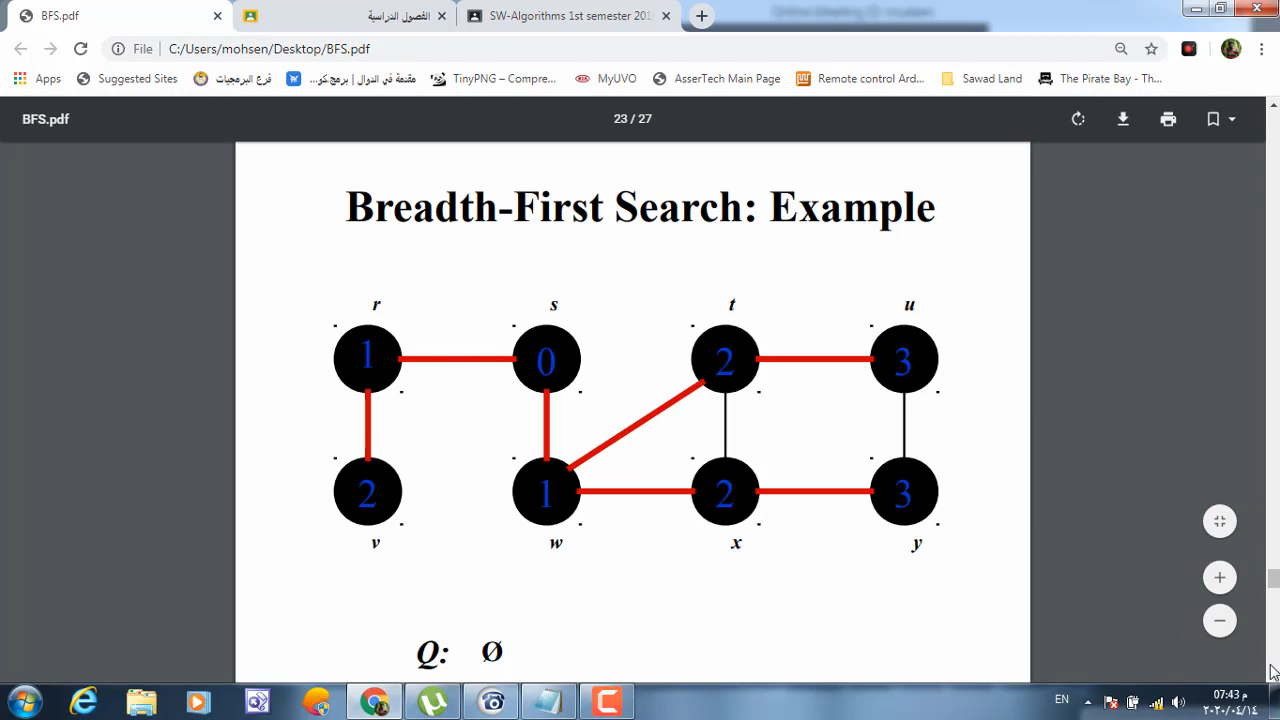 BFS.pdf
الفصول الدراسية
SW-Algorithms 1st semester 201
File
C:/Users/mohsen/Desktop/BFS.pdf
Apps
Suggested Sites
فرع البرمجيات
TinyPNG – Compre...
MyUVO
AsserTech Main Page
Remote control Ard...
Sawad Land
The Pirate Bay - Th...
BFS.pdf
23 / 27
Breadth-First Search: Example
r s t u
1 0 2 3
2 1 2 3
v w x y
Q: Ø
EN
07:43 م
٢٠٢٠/٠٤/١٤